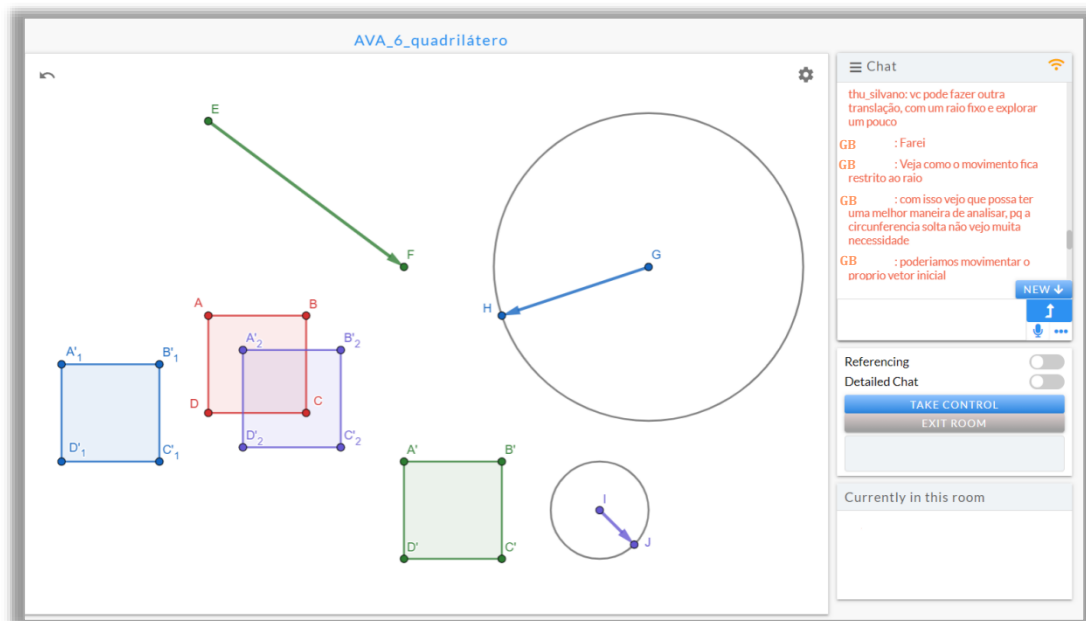 AVA_6_quadrilátero
E
F
G
H
A
B
A'₂
B'₂
A'₁
B'₁
D
C
D'₂
C'₂
D'₁
C'₁
A'
B'
I
J
D'
C'
Chat
thu_silvano: vc pode fazer outra
translação, com um raio fixo e explorar
um pouco
GB : Farei
GB : Veja como o movimento fica
restrito ao raio
GB : com isso vejo que possa ter
uma melhor maneira de analisar, pq a
circunferencia solta não vejo muita
necessidade
GB : poderiamos movimentar o
proprio vetor inicial
NEW
Referencing
Detailed Chat
TAKE CONTROL
EXIT ROOM
Currently in this room